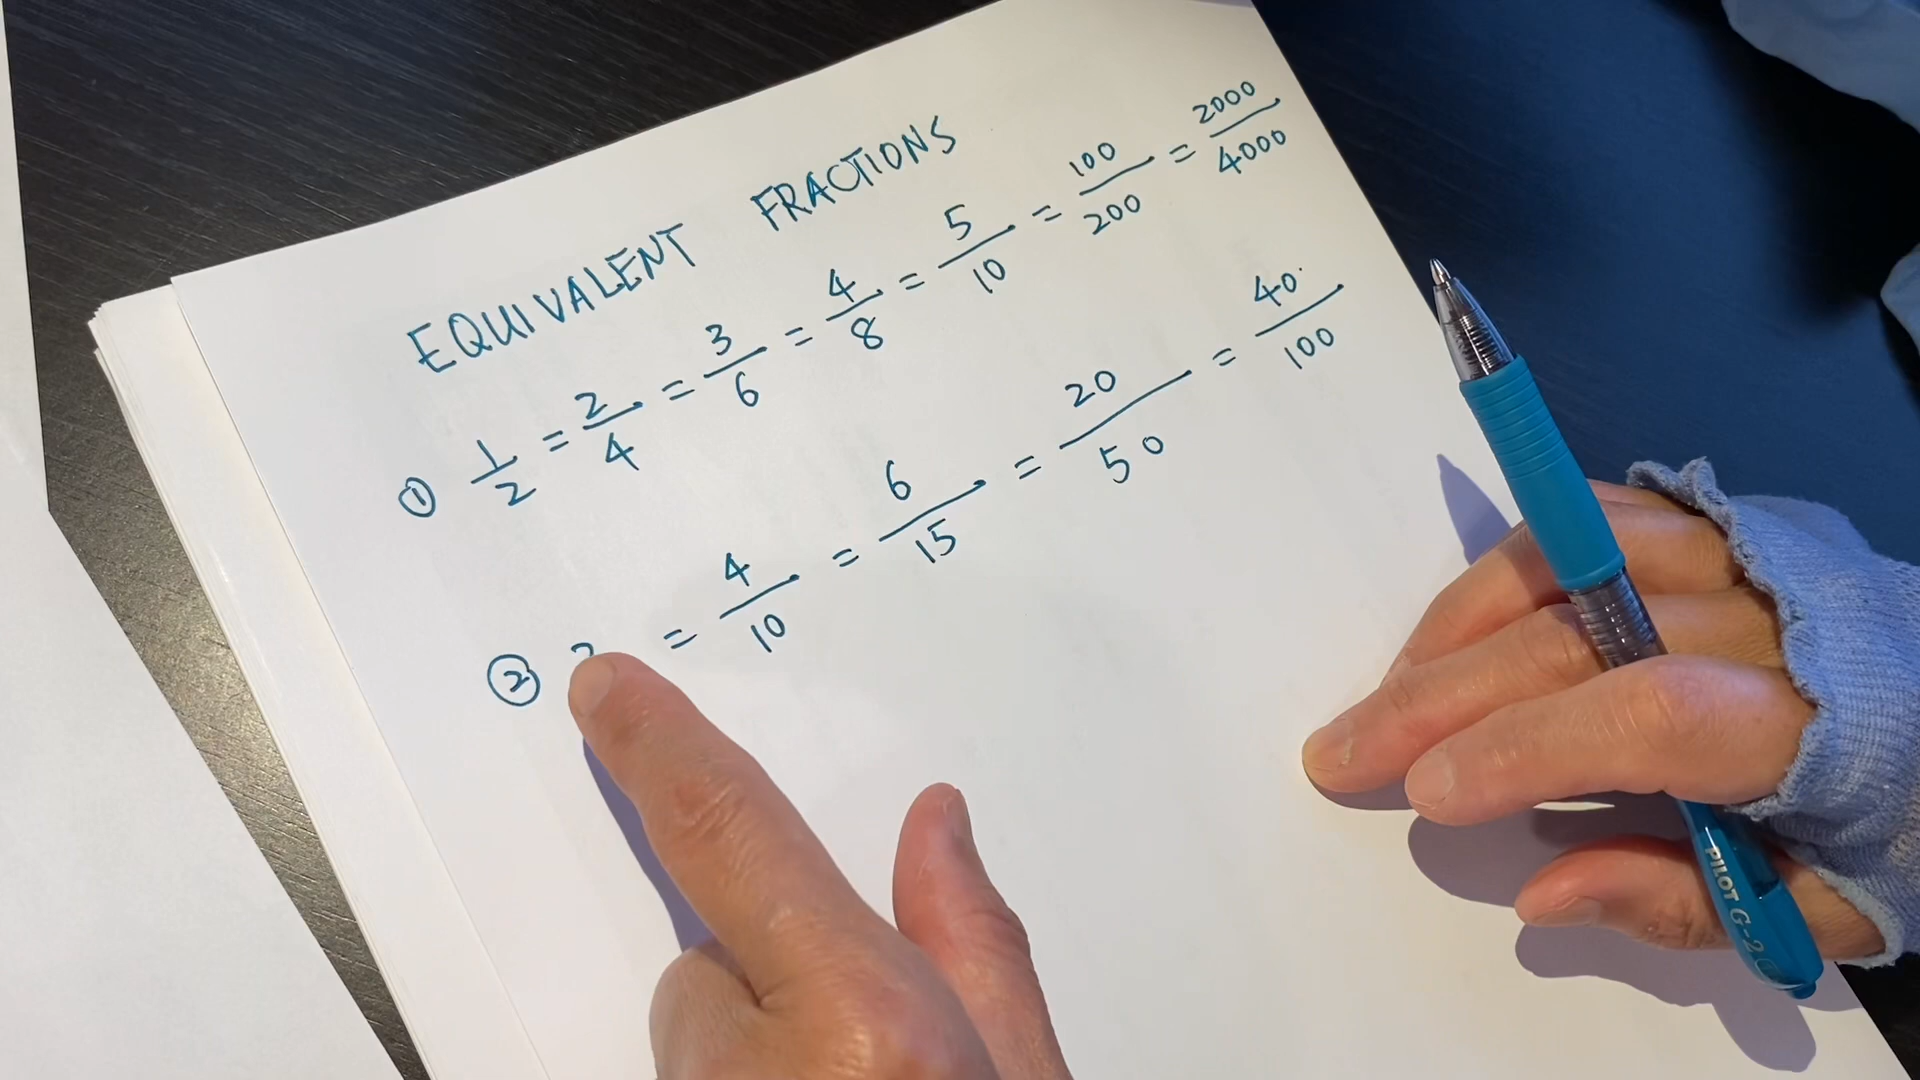 EQUIVALENT FRACTIONS
① 1/2 = 2/4 = 3/6 = 4/8 = 5/10 = 100/200 = 2000/4000
② = 4/10 = 6/15 = 20/50 = 40/100
PILOT G-2